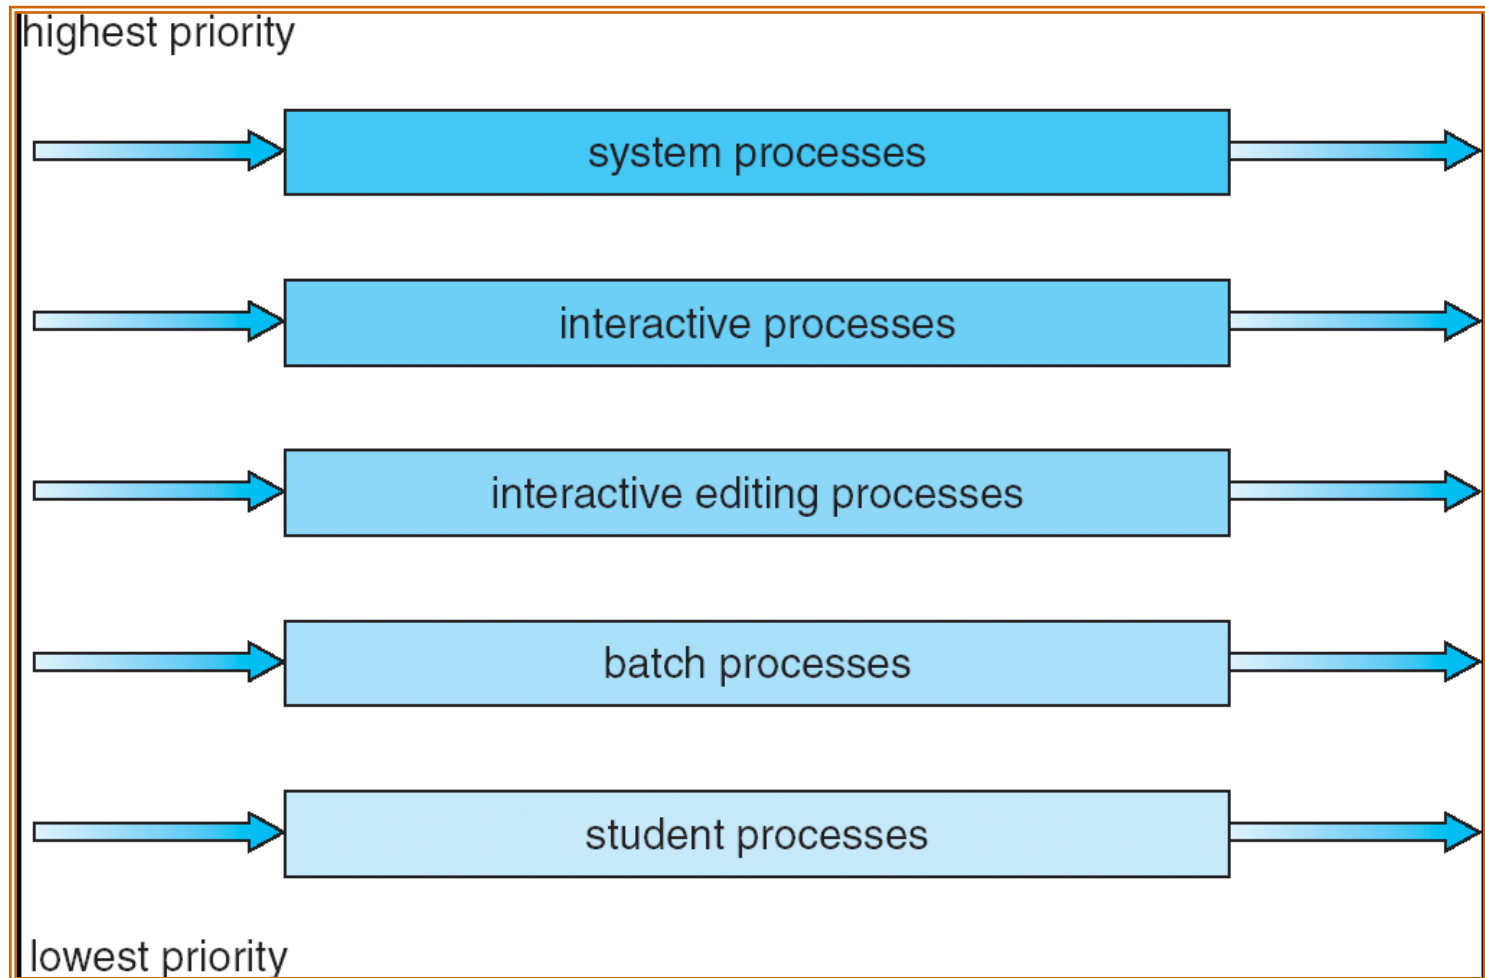 highest priority
system processes
interactive processes
interactive editing processes
batch processes
student processes
lowest priority